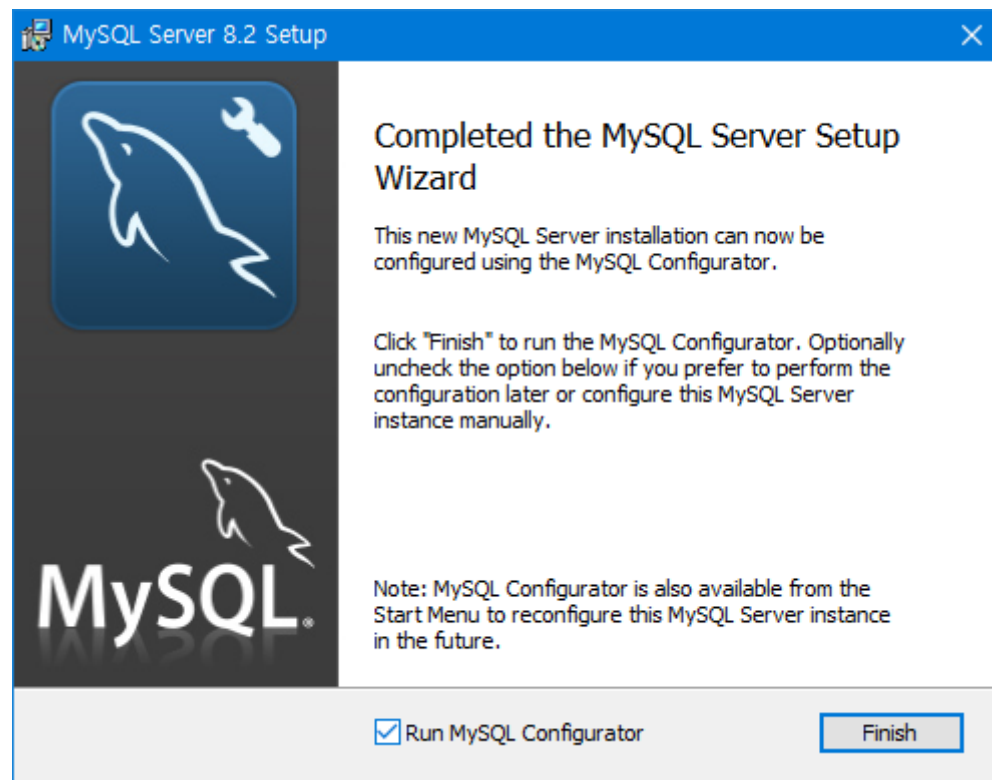 MySQL Server 8.2 Setup
Completed the MySQL Server Setup
Wizard
This new MySQL Server installation can now be
configured using the MySQL Configurator.
Click "Finish" to run the MySQL Configurator. Optionally
uncheck the option below if you prefer to perform the
configuration later or configure this MySQL Server
instance manually.
MySQL®
Note: MySQL Configurator is also available from the
Start Menu to reconfigure this MySQL Server instance
in the future.
Run MySQL Configurator
Finish